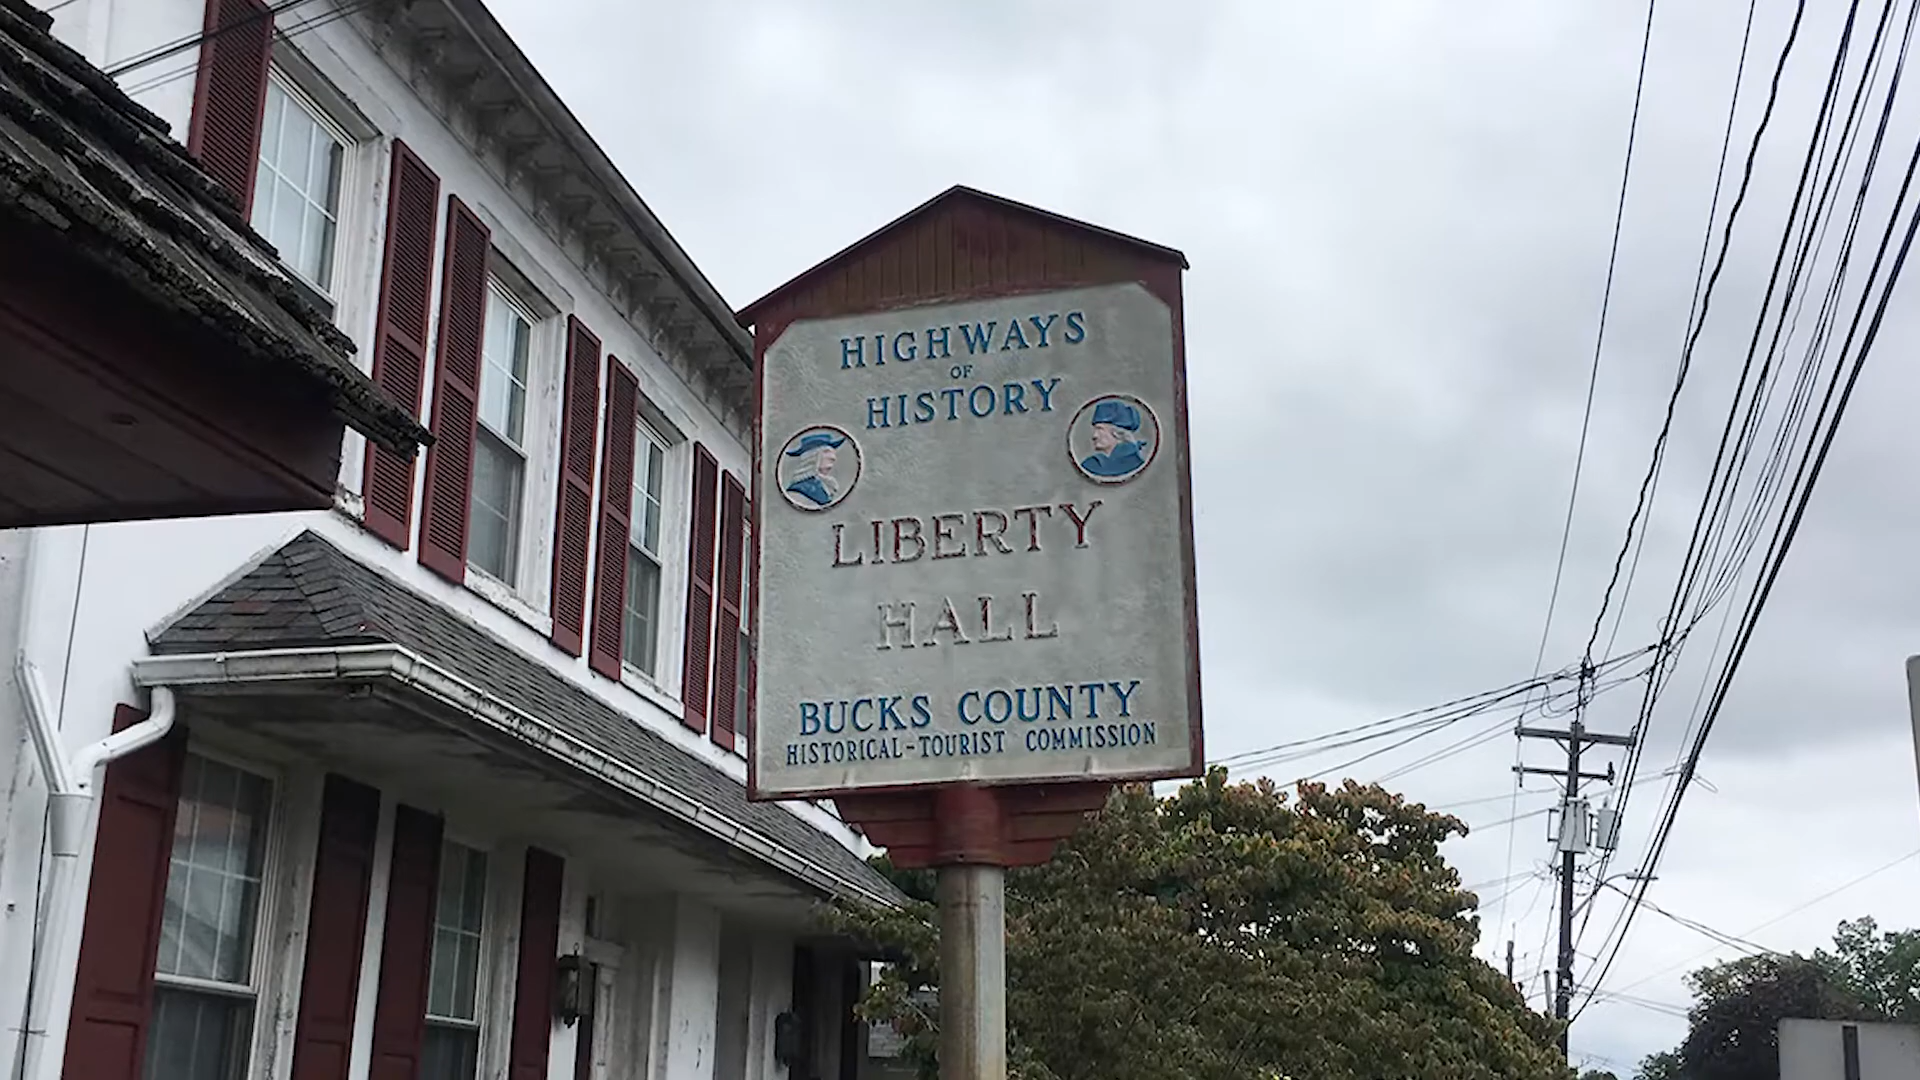 HIGHWAYS
OF
HISTORY
LIBERTY
HALL
BUCKS COUNTY
HISTORICAL-TOURIST COMMISSION